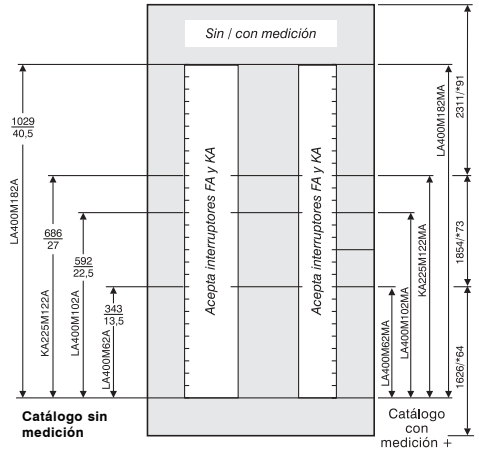 Sin / con medición
1029
40,5
LA400M182A
686
27
KA225M122A
592
22,5
LA400M102A
343
13,5
LA400M62A
Acepta interruptores FA y KA
Acepta interruptores FA y KA
LA400M62MA
LA400M102MA
KA225M122MA
LA400M182MA
2311/*91
1854/*73
1626/*64
Catálogo sin
medición
Catálogo
con
medición +